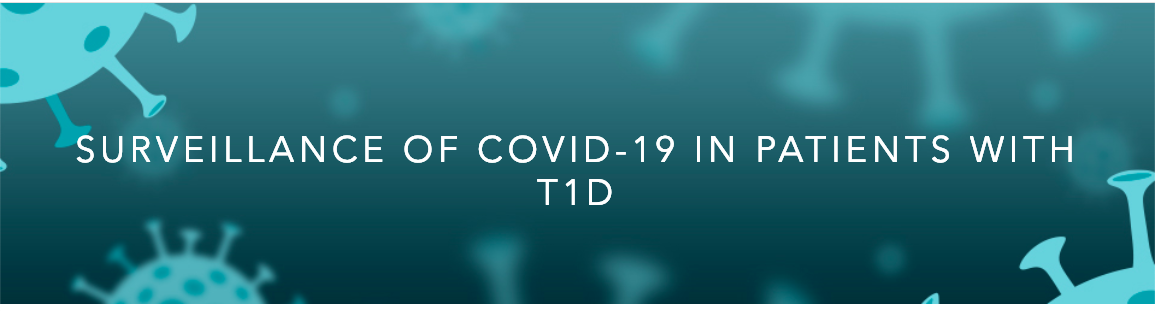 SURVEILLANCE OF COVID-19 IN PATIENTS WITH
T1D